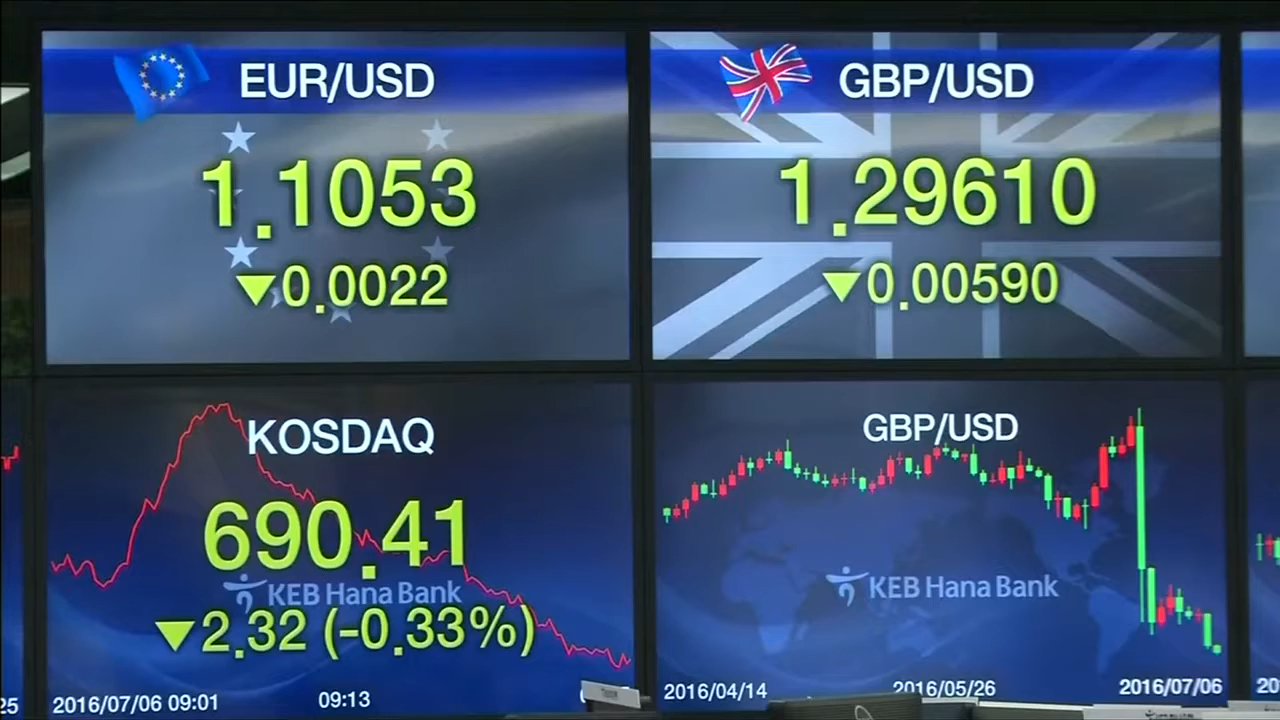 EUR/USD
1.1053
▼0.0022
GBP/USD
1.29610
▼0.00590
KOSDAQ
690.41
KEB Hana Bank
▼2.32 (-0.33%)
2016/07/06 09:01
09:13
GBP/USD
KEB Hana Bank
2016/04/14
2016/05/26
2016/07/06
25
20